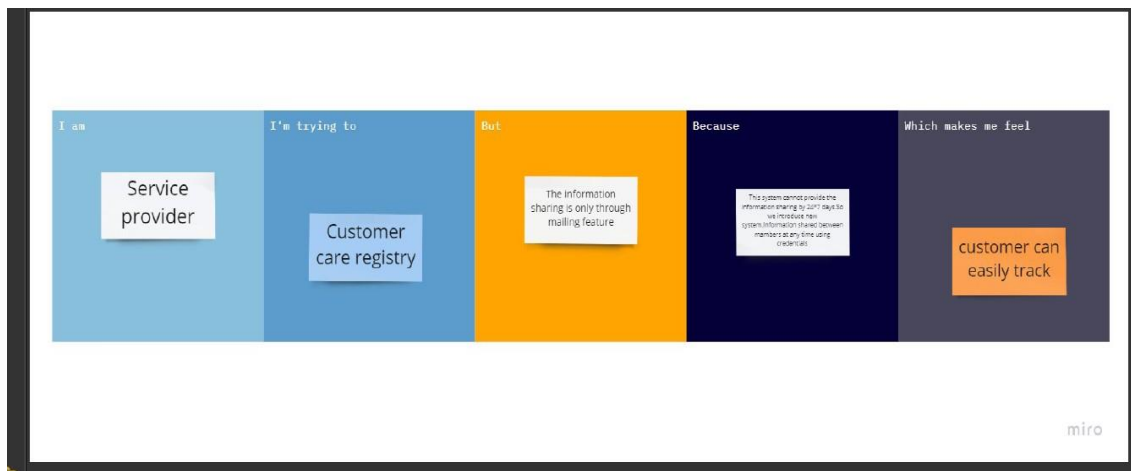 I am
Service
provider
I'm trying to
Customer
care registry
But
The information
sharing is only through
mailing feature
Because
This system cannot provide the
information sharing by 24*7 days.So
we introduce new
system.Information shared between
mambers at any time using
credentials
Which makes me feel
customer can
easily track
miro